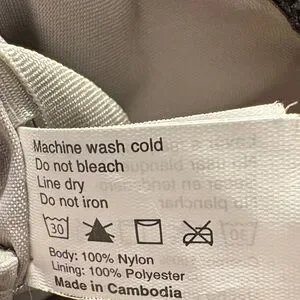 Machine wash cold
Do not bleach
Line dry
Do not iron
30
Body: 100% Nylon
Lining: 100% Polyester
Made in Cambodia